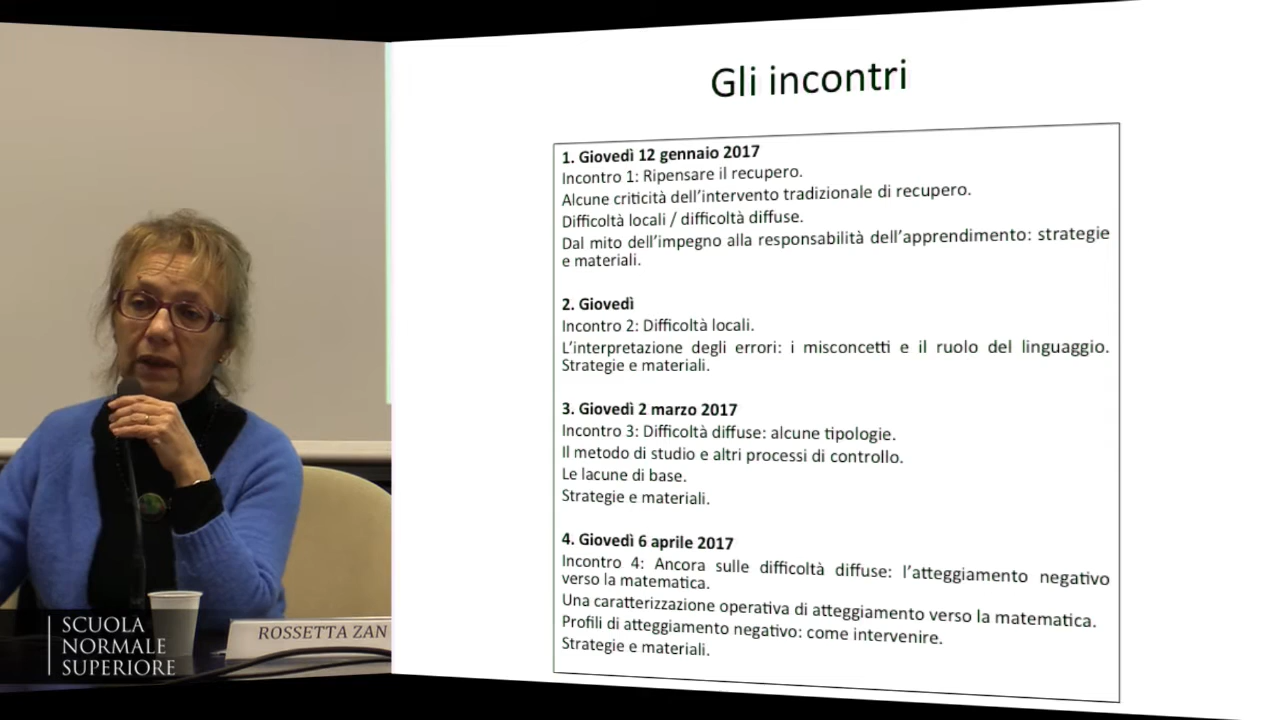 Gli incontri
1. Giovedì 12 gennaio 2017
Incontro 1: Ripensare il recupero.
Alcune criticità dell'intervento tradizionale di recupero.
Difficoltà locali / difficoltà diffuse.
Dal mito dell'impegno alla responsabilità dell'apprendimento: strategie
e materiali.
2. Giovedì
Incontro 2: Difficoltà locali.
L'interpretazione degli errori: i misconcetti e il ruolo del linguaggio.
Strategie e materiali.
3. Giovedì 2 marzo 2017
Incontro 3: Difficoltà diffuse: alcune tipologie.
Il metodo di studio e altri processi di controllo.
Le lacune di base.
Strategie e materiali.
4. Giovedì 6 aprile 2017
Incontro 4: Ancora sulle difficoltà diffuse: l'atteggiamento negativo
verso la matematica.
Una caratterizzazione operativa di atteggiamento verso la matematica.
Profili di atteggiamento negativo: come intervenire.
Strategie e materiali.
ROSSETTA ZAN
SCUOLA
NORMALE
SUPERIORE